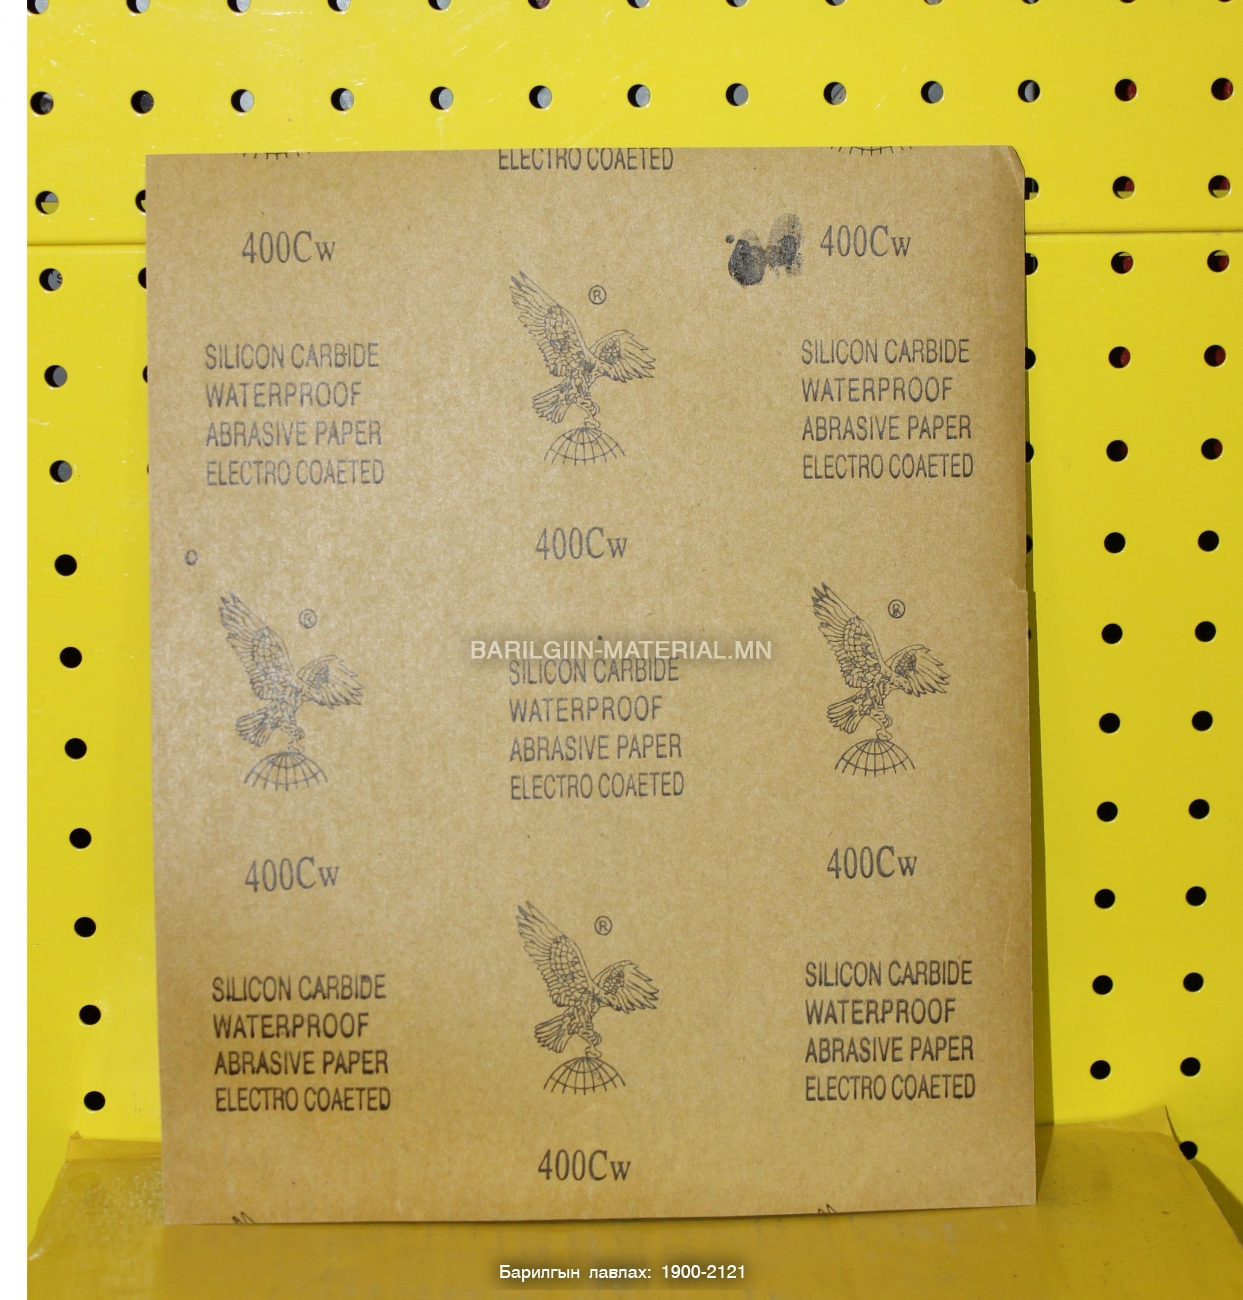 ELECTRO COAETED
400Cw
400Cw
®
SILICON CARBIDE
WATERPROOF
ABRASIVE PAPER
ELECTRO COAETED
SILICON CARBIDE
WATERPROOF
ABRASIVE PAPER
ELECTRO COAETED
400Cw
®
®
BARILGIIN-MATERIAL.MN
SILICON CARBIDE
WATERPROOF
ABRASIVE PAPER
ELECTRO COAETED
400Cw
400Cw
®
SILICON CARBIDE
WATERPROOF
ABRASIVE PAPER
ELECTRO COAETED
SILICON CARBIDE
WATERPROOF
ABRASIVE PAPER
ELECTRO COAETED
400Cw
Барилгын лавлах: 1900-2121